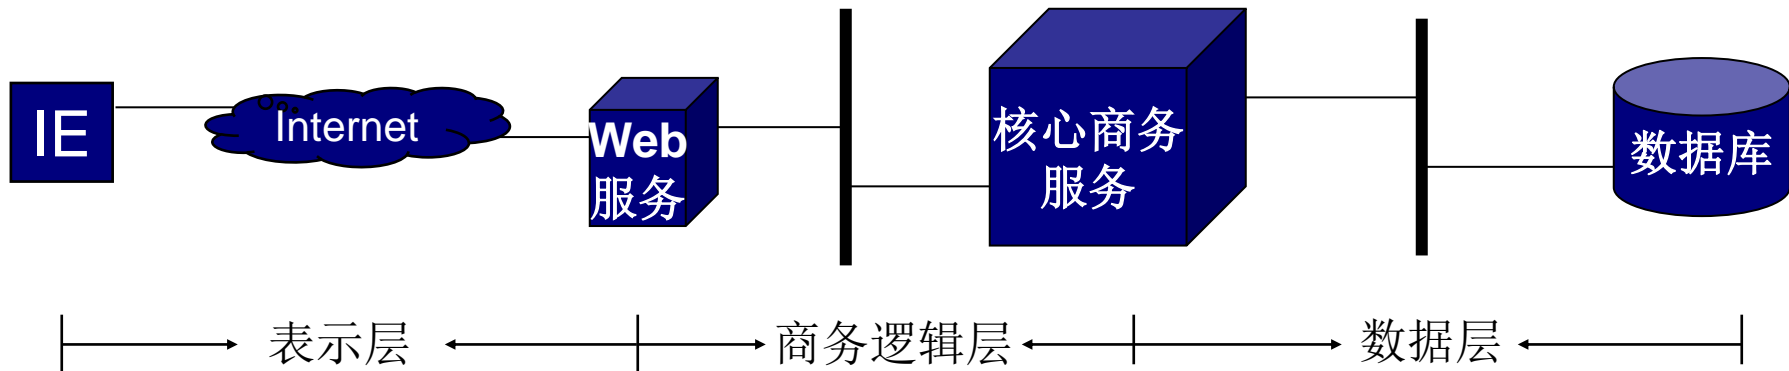 IE
Internet
Web
服务
核心商务
服务
数据库
表示层
商务逻辑层
数据层